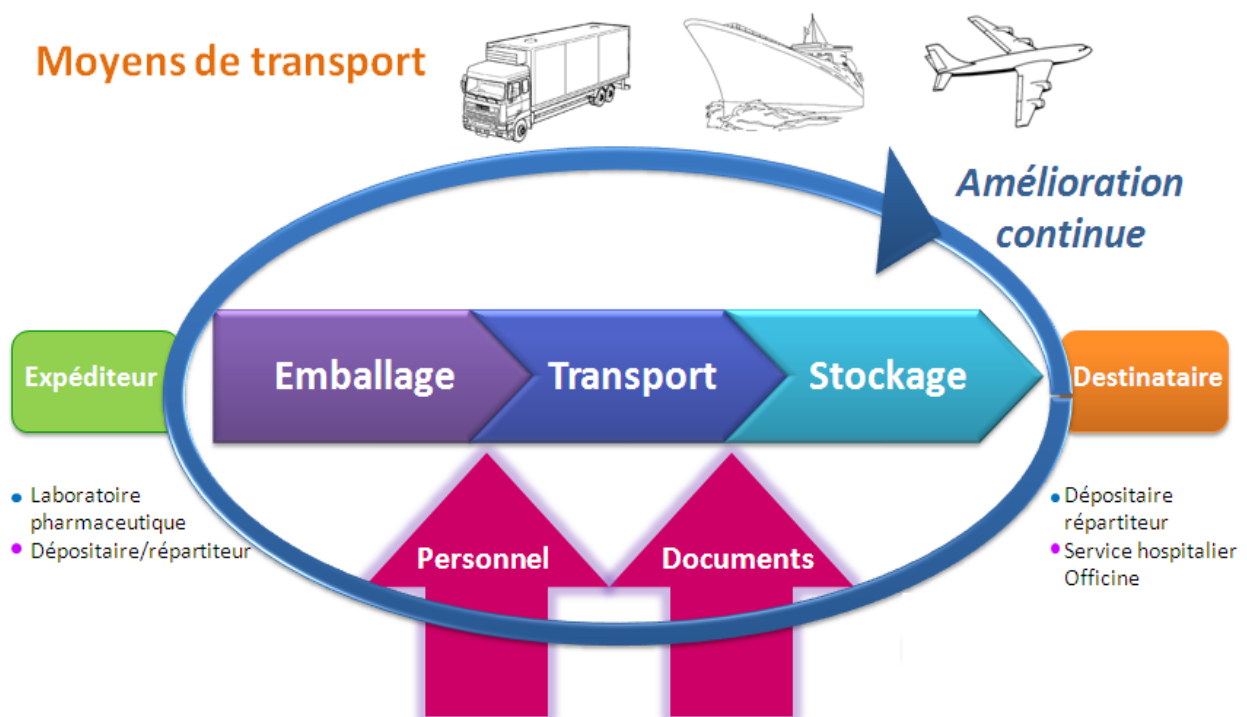 Moyens de transport
Amélioration
continue
Expéditeur
Emballage
Transport
Stockage
Destinataire
Laboratoire
pharmaceutique
Dépositaire/répartiteur
Personnel
Documents
Dépositaire
répartiteur
Service hospitalier
Officine